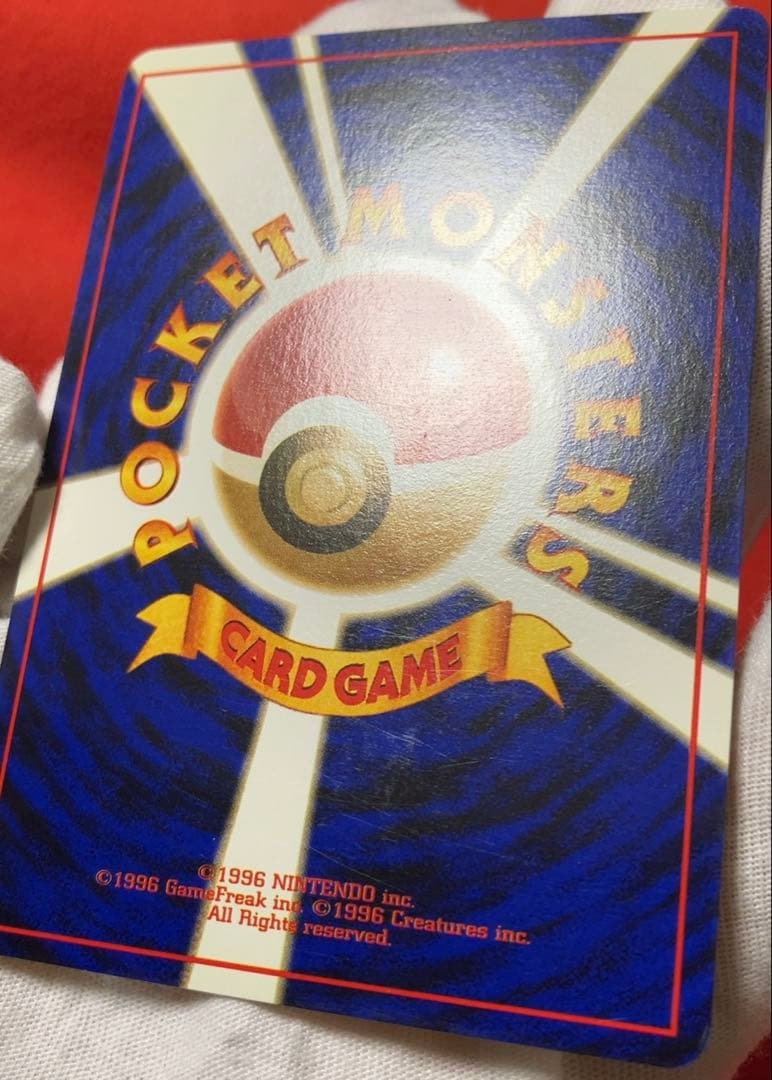 POCKET MONSTERS
CARD GAME
©1996 NINTENDO inc.
©1996 GameFreak inc. ©1996 Creatures inc.
All Rights reserved.